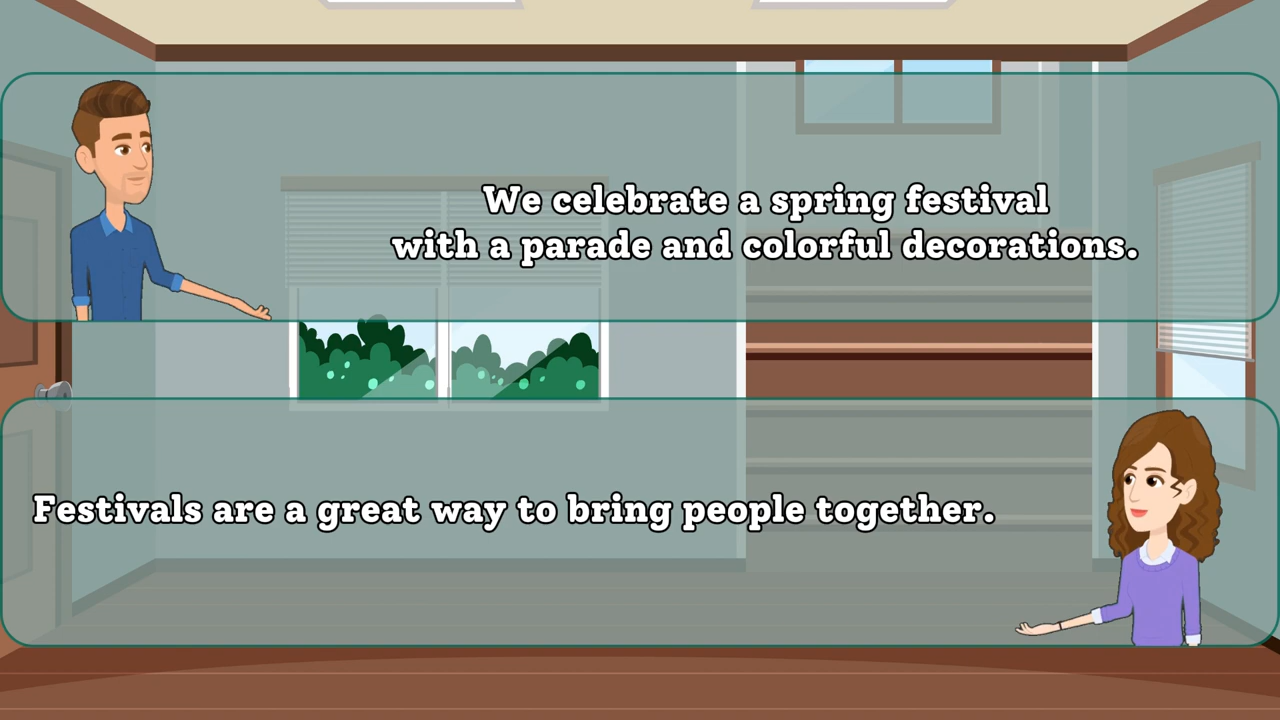 We celebrate a spring festival
with a parade and colorful decorations.
Festivals are a great way to bring people together.